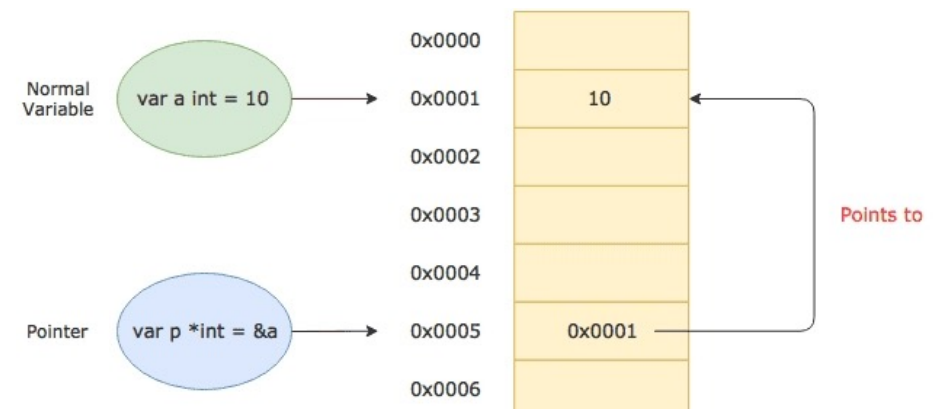 0x0000
Normal
Variable
var a int = 10
0x0001
10
0x0002
0x0003
Points to
0x0004
Pointer
var p *int = &a
0x0005
0x0001
0x0006